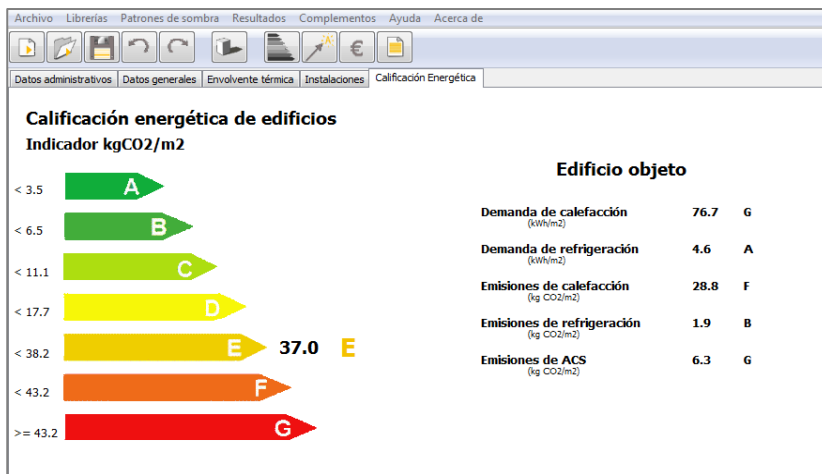 Archivo Librerías Patrones de sombra Resultados Complementos Ayuda Acerca de
€
Datos administrativos Datos generales Envolvente térmica Instalaciones Calificación Energética
Calificación energética de edificios
Indicador kgCO2/m2
Edificio objeto
< 3.5 A
< 6.5 B
< 11.1 C
< 17.7 D
< 38.2 E 37.0 E
< 43.2 F
>= 43.2 G
Demanda de calefacción 76.7 G
(kWh/m2)
Demanda de refrigeración 4.6 A
(kWh/m2)
Emisiones de calefacción 28.8 F
(kg CO2/m2)
Emisiones de refrigeración 1.9 B
(kg CO2/m2)
Emisiones de ACS 6.3 G
(kg CO2/m2)